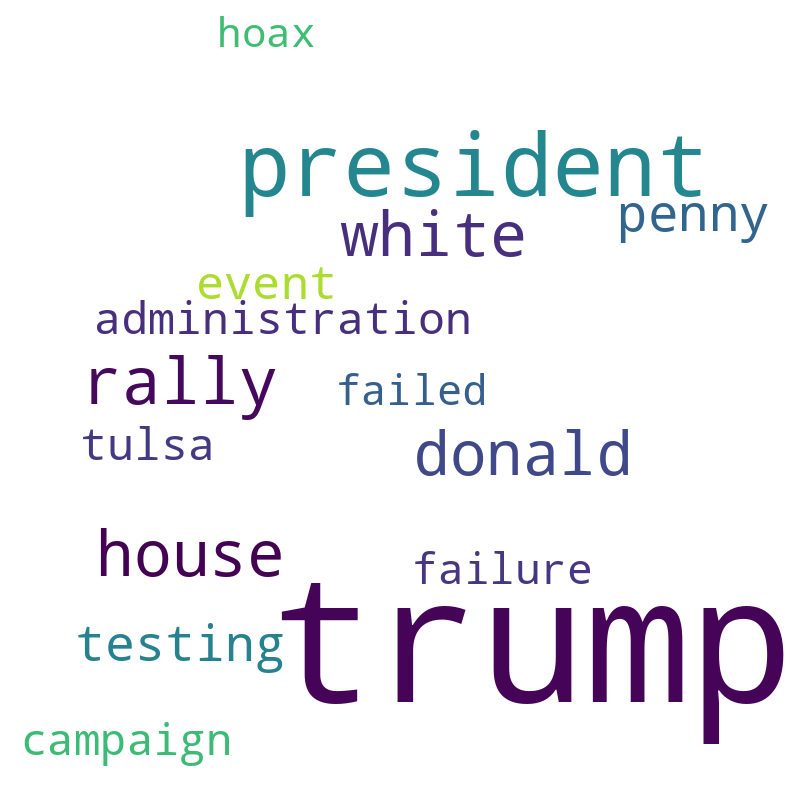 hoax
president
penny
white
event
administration
rally
failed
tulsa
donald
house
failure
testing
trump
campaign